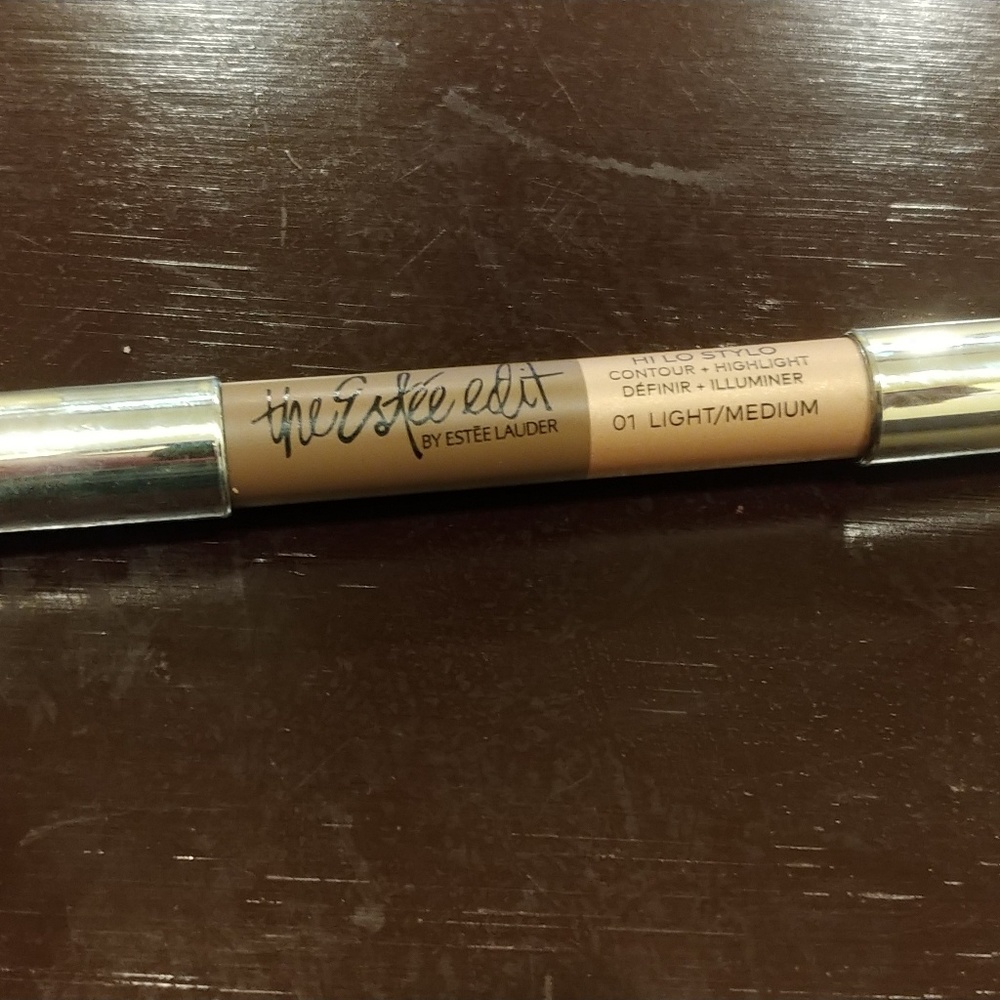 the Estée edit
BY ESTĒE LAUDER
HI LO STYLO
CONTOUR + HIGHLIGHT
DÉFINIR + ILLUMINER
01 LIGHT/MEDIUM